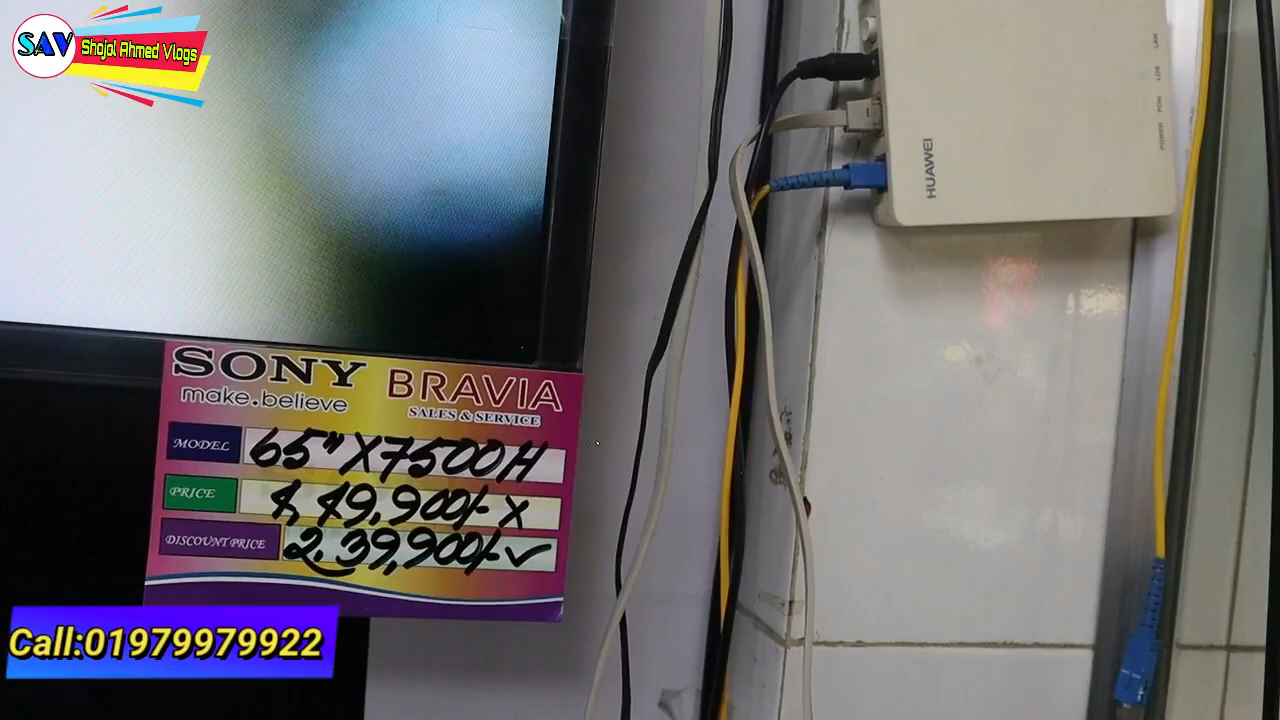 SAV
Shojol Ahmed Vlogs
LAN
LOS
PON
POWER
HUAWEI
SONY
make.believe
BRAVIA
SALES & SERVICE
MODEL 65" X7500H
PRICE 4,49,900/- X
DISCOUNT PRICE 2,39,900/- ✓
Call:01979979922